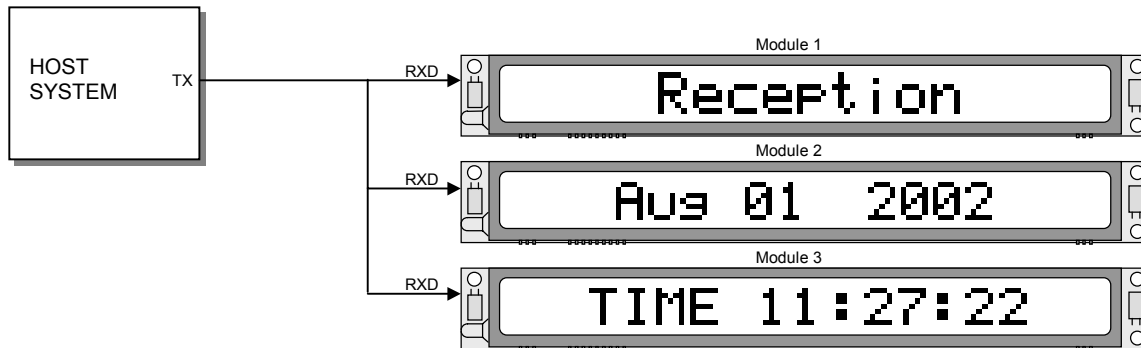 HOST
SYSTEM
TX
Module 1
RXD
Reception
Module 2
RXD
Aug 01 2002
Module 3
RXD
TIME 11:27:22